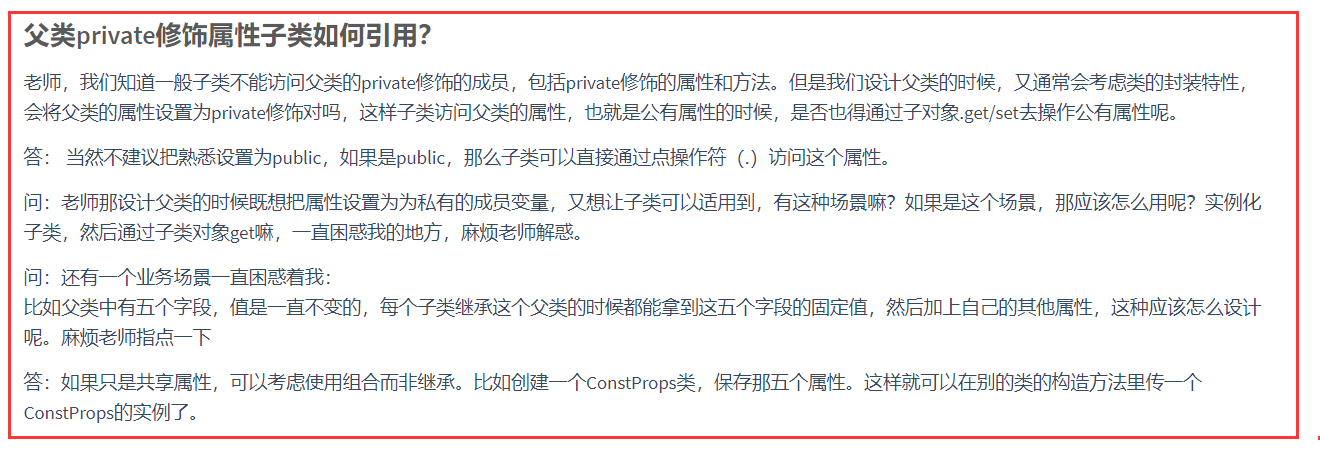 父类private修饰属性子类如何引用？
老师，我们知道一般子类不能访问父类的private修饰的成员，包括private修饰的属性和方法。但是我们设计父类的时候，又通常会考虑类的封装特性，
会将父类的属性设置为private修饰对吗，这样子类访问父类的属性，也就是公有属性的时候，是否也得通过子对象.get/set去操作公有属性呢。
答： 当然不建议把熟悉设置为public，如果是public，那么子类可以直接通过点操作符（.）访问这个属性。
问：老师那设计父类的时候既想把属性设置为为私有的成员变量，又想让子类可以适用到，有这种场景嘛？如果是这个场景，那应该怎么用呢？实例化
子类，然后通过子类对象get嘛，一直困惑我的地方，麻烦老师解惑。
问：还有一个业务场景一直困惑着我：
比如父类中有五个字段，值是一直不变的，每个子类继承这个父类的时候都能拿到这五个字段的固定值，然后加上自己的其他属性，这种应该怎么设计
呢。麻烦老师指点一下
答：如果只是共享属性，可以考虑使用组合而非继承。比如创建一个ConstProps类，保存那五个属性。这样就可以在别的类的构造方法里传一个
ConstProps的实例了。